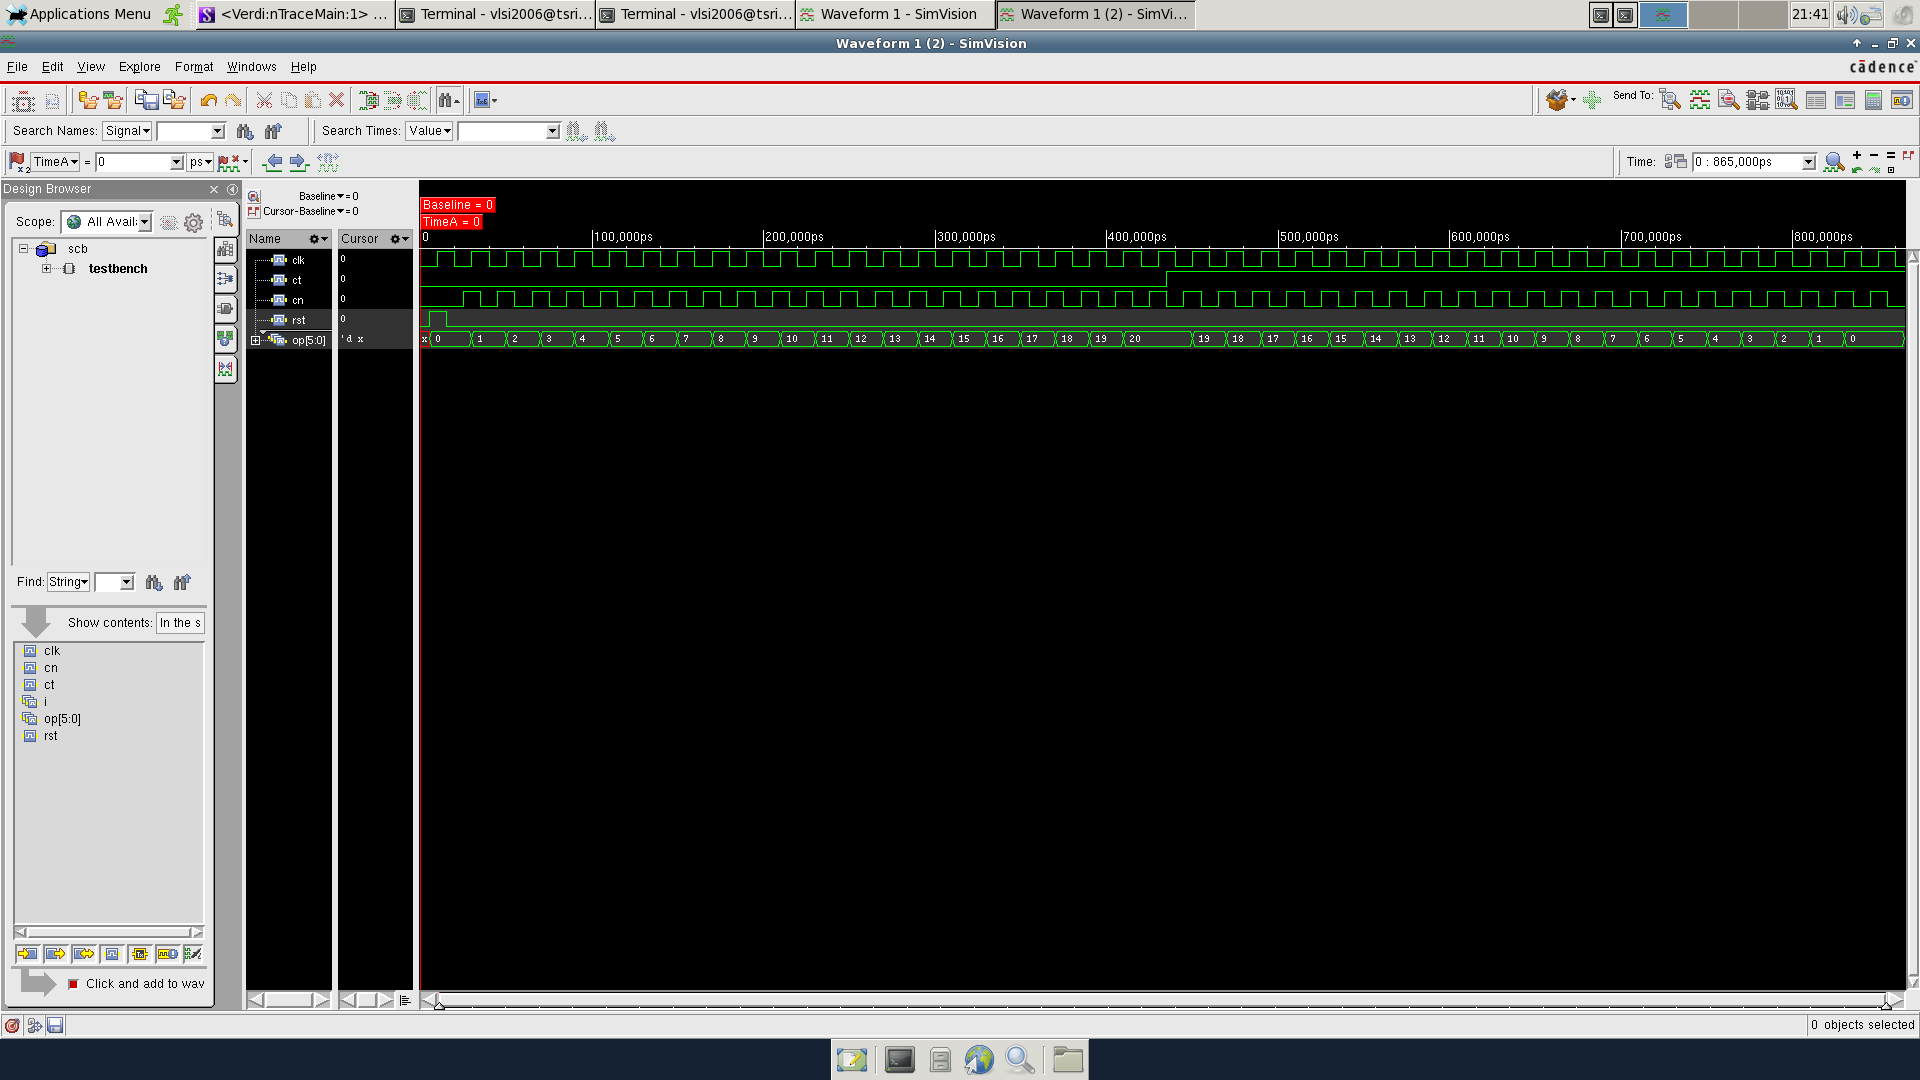 Applications Menu
<Verdi:nTraceMain:1> ...
Terminal - vlsi2006@tsri...
Terminal - vlsi2006@tsri...
Waveform 1 - SimVision
Waveform 1 (2) - SimVi...
21:41
Waveform 1 (2) - SimVision
File Edit View Explore Format Windows Help
cādence
Send To:
Search Names: Signal
Search Times: Value
TimeA = 0 ps
Time: 0 : 865,000ps
Design Browser
Scope: All Avail:
scb
testbench
Find: String
Show contents: In the s
clk
cn
ct
i
op[5:0]
rst
Click and add to wav
Baseline = 0
Cursor-Baseline = 0
Name Cursor
clk 0
ct 0
cn 0
rst 0
op[5:0] 'd x
Baseline = 0
TimeA = 0
0 100,000ps 200,000ps 300,000ps 400,000ps 500,000ps 600,000ps 700,000ps 800,000ps
x 0 1 2 3 4 5 6 7 8 9 10 11 12 13 14 15 16 17 18 19 20 19 18 17 16 15 14 13 12 11 10 9 8 7 6 5 4 3 2 1 0
0 objects selected